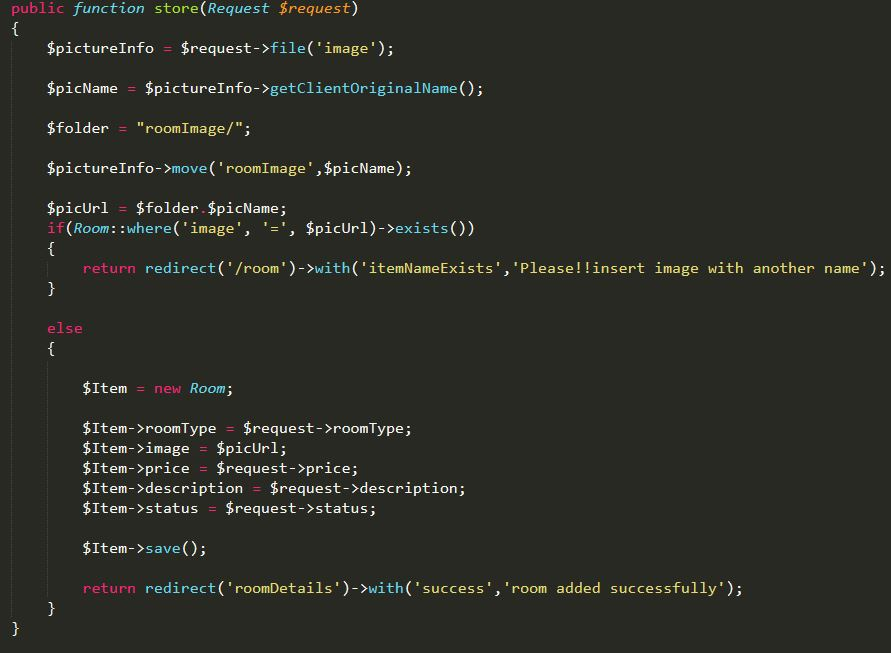 public function store(Request $request)
{
$pictureInfo = $request->file('image');
$picName = $pictureInfo->getClientOriginalName();
$folder = "roomImage/";
$pictureInfo->move('roomImage',$picName);
$picUrl = $folder.$picName;
if(Room::where('image', '=', $picUrl)->exists())
{
return redirect('/room')->with('itemNameExists','Please!!insert image with another name');
}
else
{
$Item = new Room;
$Item->roomType = $request->roomType;
$Item->image = $picUrl;
$Item->price = $request->price;
$Item->description = $request->description;
$Item->status = $request->status;
$Item->save();
return redirect('roomDetails')->with('success','room added successfully');
}
}